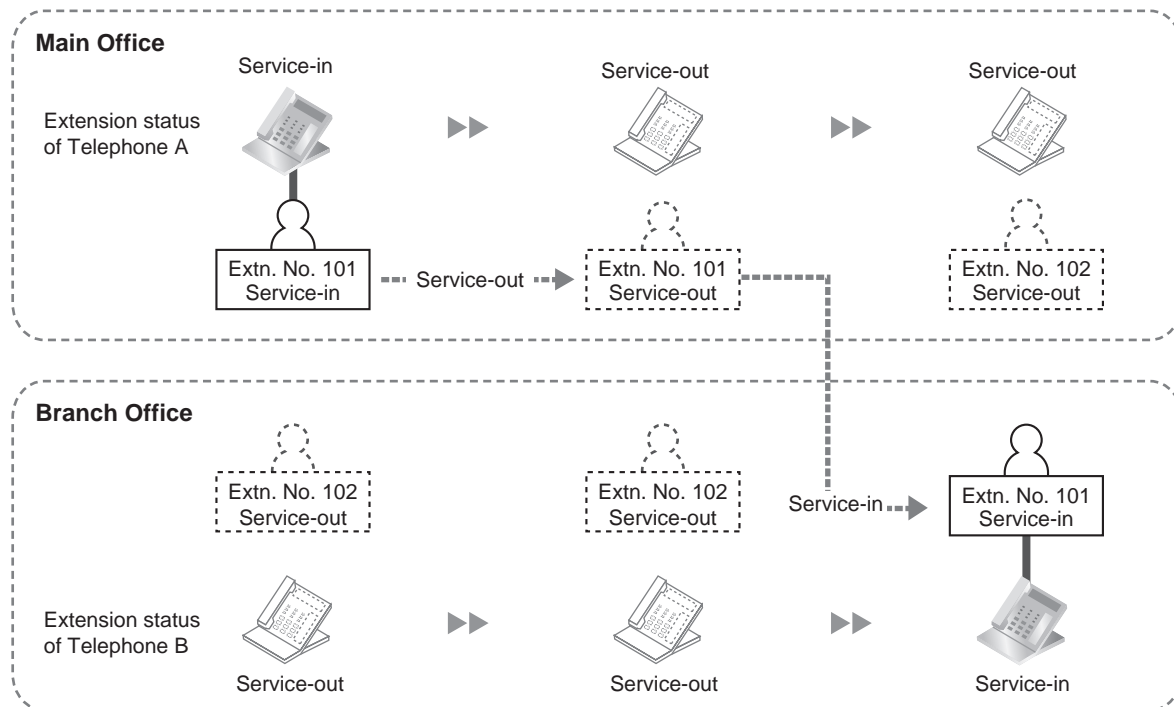 Main Office
Service-in
Service-out
Service-out
Extension status
of Telephone A
Extn. No. 101
Service-in
Service-out
Extn. No. 101
Service-out
Extn. No. 102
Service-out
Branch Office
Extn. No. 102
Service-out
Extn. No. 102
Service-out
Service-in
Extn. No. 101
Service-in
Extension status
of Telephone B
Service-out
Service-out
Service-in